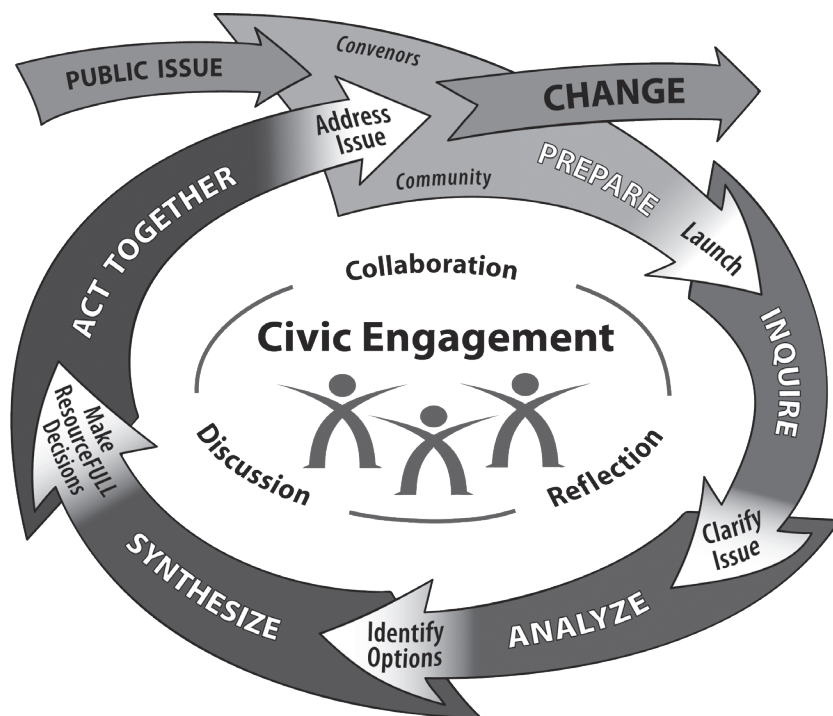 PUBLIC ISSUE
Convenors
CHANGE
Address
Issue
Community
PREPARE
Launch
INQUIRE
Clarify
Issue
ANALYZE
Identify
Options
SYNTHESIZE
Make
ResourceFULL
Decisions
ACT TOGETHER
Collaboration
Civic Engagement
Discussion
Reflection